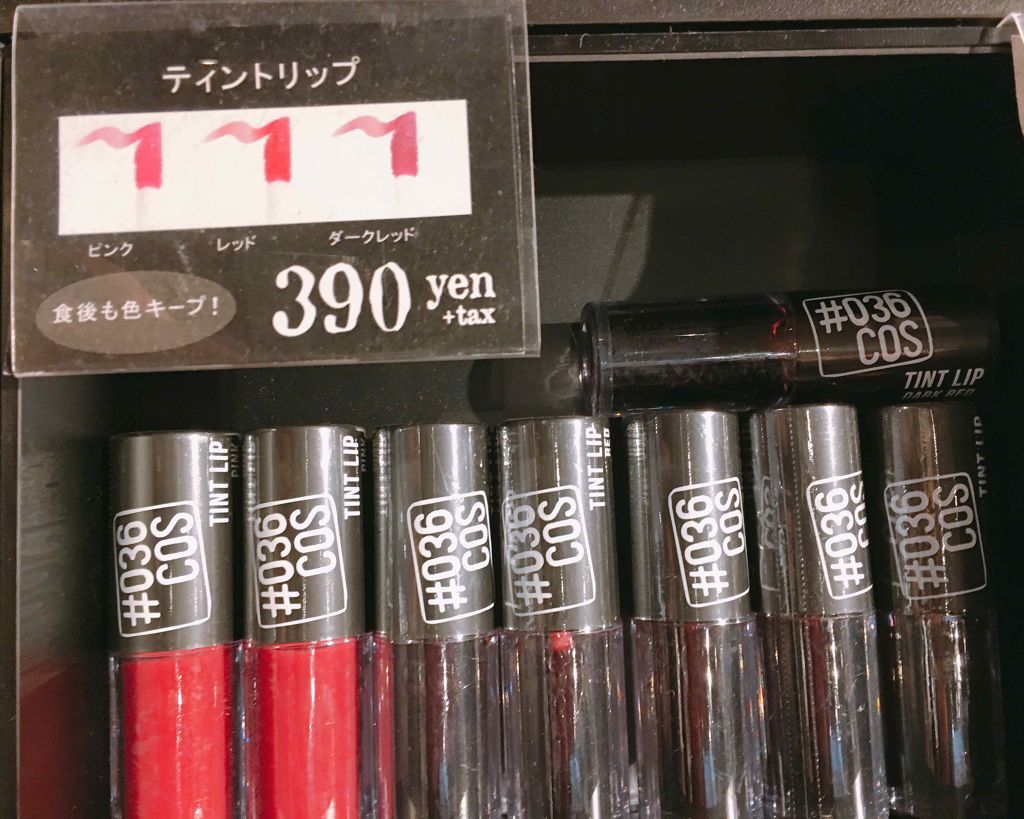 ティントリップ
ピンク レッド ダークレッド
食後も色キープ!
390 yen
+tax
#036
COS
TINT LIP
DARK RED
#036
COS
TINT LIP
PINK
#036
COS
TINT LIP
PINK
#036
COS
#036
COS
TINT LIP
RED
#036
COS
#036
COS
#036
COS
TINT LIP